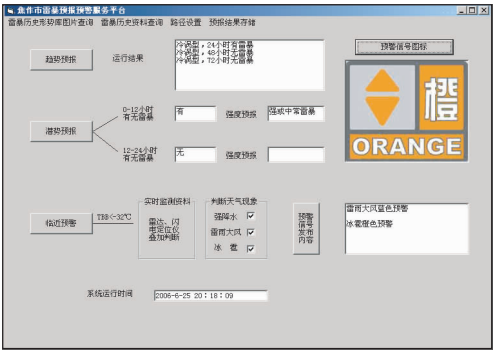 焦作市雷暴预报预警服务平台
雷暴历史形势库图片查询 雷暴历史资料查询 路径设置 预报结果存储
趋势预报
运行结果
冷涡型，24小时有雷暴
冷涡型，48小时无雷暴
冷涡型，72小时无雷暴
预警信号图标
橙
ORANGE
潜势预报
0-12小时
有无雷暴
有
强度预报
强或中常雷暴
12-24小时
有无雷暴
无
强度预报
临近预警
TBB<-32℃
实时监测资料
雷达、闪
电定位仪
叠加判断
判断天气现象
强降水
雷雨大风
冰 雹
预警
信号
发布
内容
雷雨大风蓝色预警
冰雹橙色预警
系统运行时间
2006-6-25 20：18：09